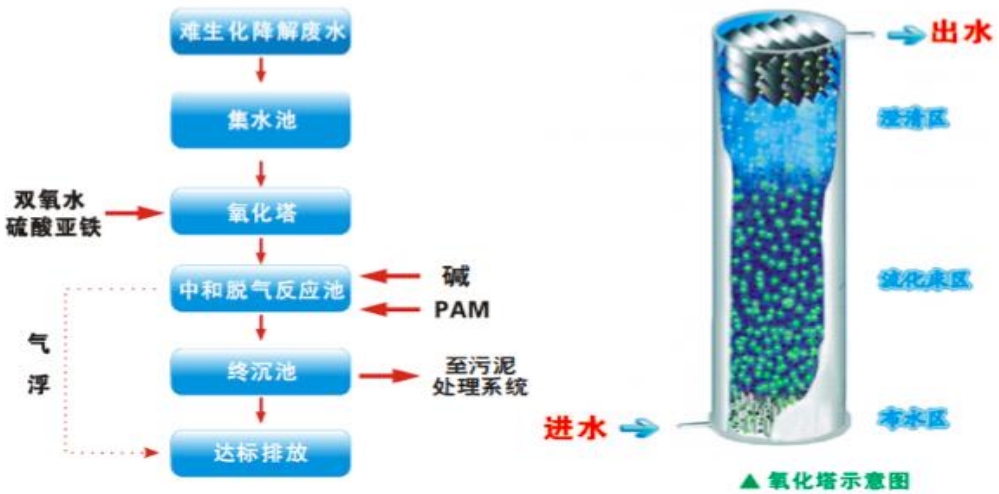 难生化降解废水
集水池
双氧水
硫酸亚铁
氧化塔
中和脱气反应池
碱
PAM
气
浮
终沉池
至污泥
处理系统
达标排放
出水
澄清区
流化床区
进水
布水区
▲ 氧化塔示意图